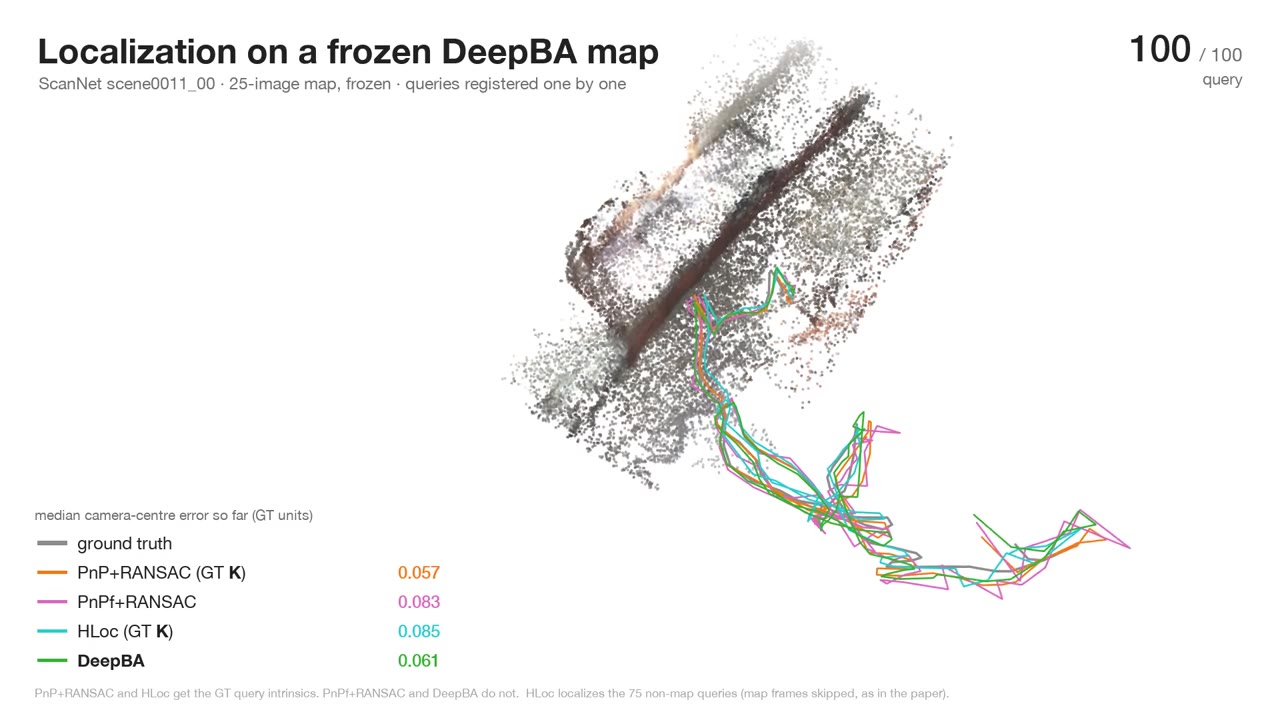 Localization on a frozen DeepBA map
ScanNet scene0011_00 · 25-image map, frozen · queries registered one by one
100 / 100
query
median camera-centre error so far (GT units)
ground truth
PnP+RANSAC (GT K) 0.057
PnPf+RANSAC 0.083
HLoc (GT K) 0.085
DeepBA 0.061
PnP+RANSAC and HLoc get the GT query intrinsics. PnPf+RANSAC and DeepBA do not. HLoc localizes the 75 non-map queries (map frames skipped, as in the paper).